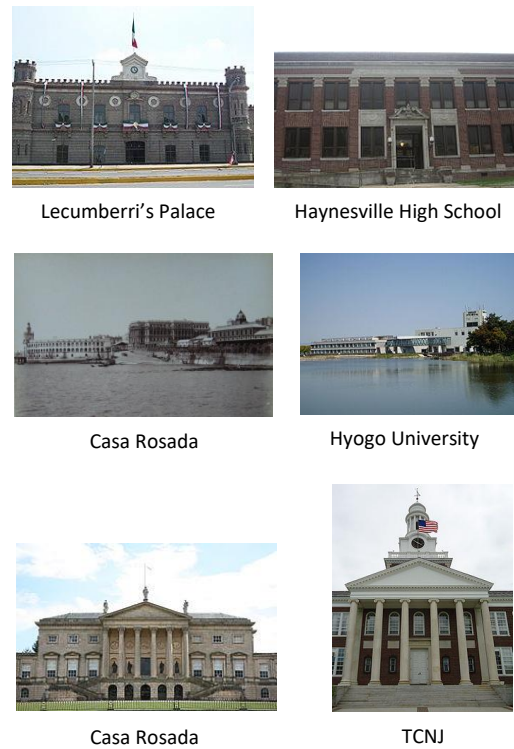 Lecumberri's Palace
Haynesville High School
Casa Rosada
Hyogo University
Casa Rosada
TCNJ